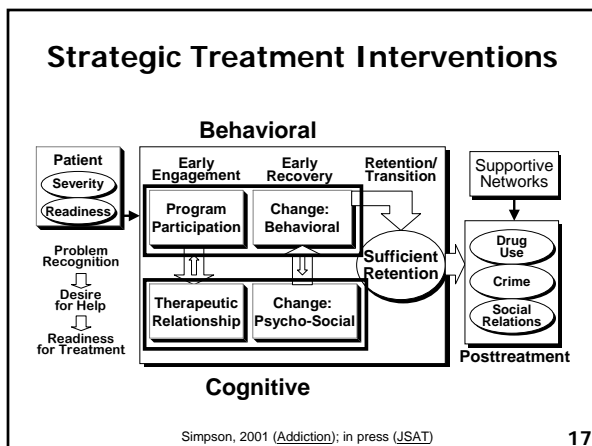 Strategic Treatment Interventions
Behavioral
Patient
Severity
Readiness
Problem
Recognition
Desire
for Help
Readiness
for Treatment
Early
Engagement
Early
Recovery
Retention/
Transition
Program
Participation
Change:
Behavioral
Sufficient
Retention
Therapeutic
Relationship
Change:
Psycho-Social
Cognitive
Supportive
Networks
Drug
Use
Crime
Social
Relations
Posttreatment
Simpson, 2001 (Addiction); in press (JSAT)
17